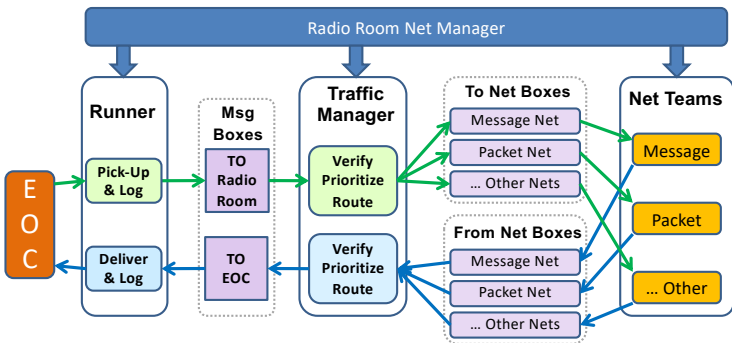 Radio Room Net Manager
Runner
Msg
Boxes
Traffic
Manager
To Net Boxes
Net Teams
Message Net
Packet Net
... Other Nets
Message
Pick-Up
& Log
TO
Radio
Room
Verify
Prioritize
Route
E
O
C
Packet
From Net Boxes
Deliver
& Log
TO
EOC
Verify
Prioritize
Route
Message Net
Packet Net
... Other Nets
... Other